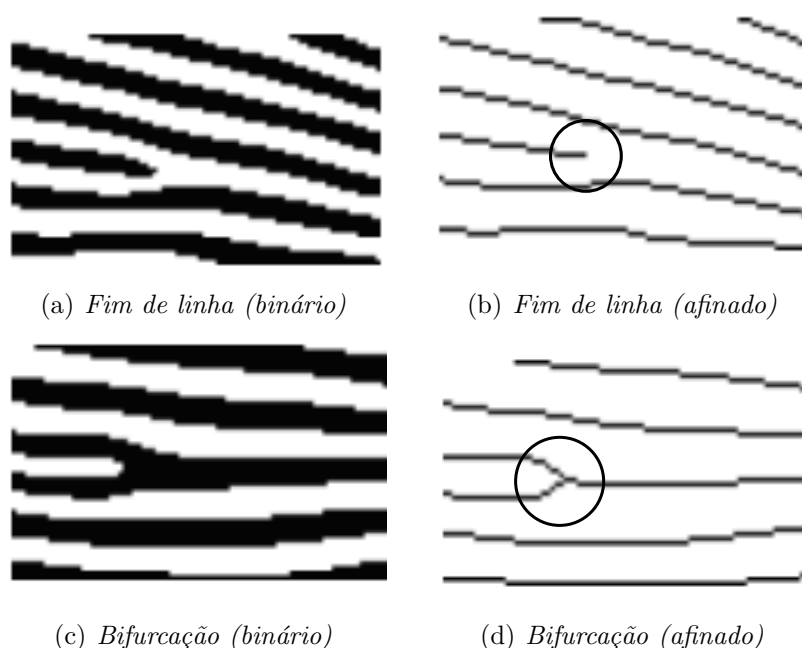 (a) Fim de linha (binário)
(b) Fim de linha (afinado)
(c) Bifurcação (binário)
(d) Bifurcação (afinado)